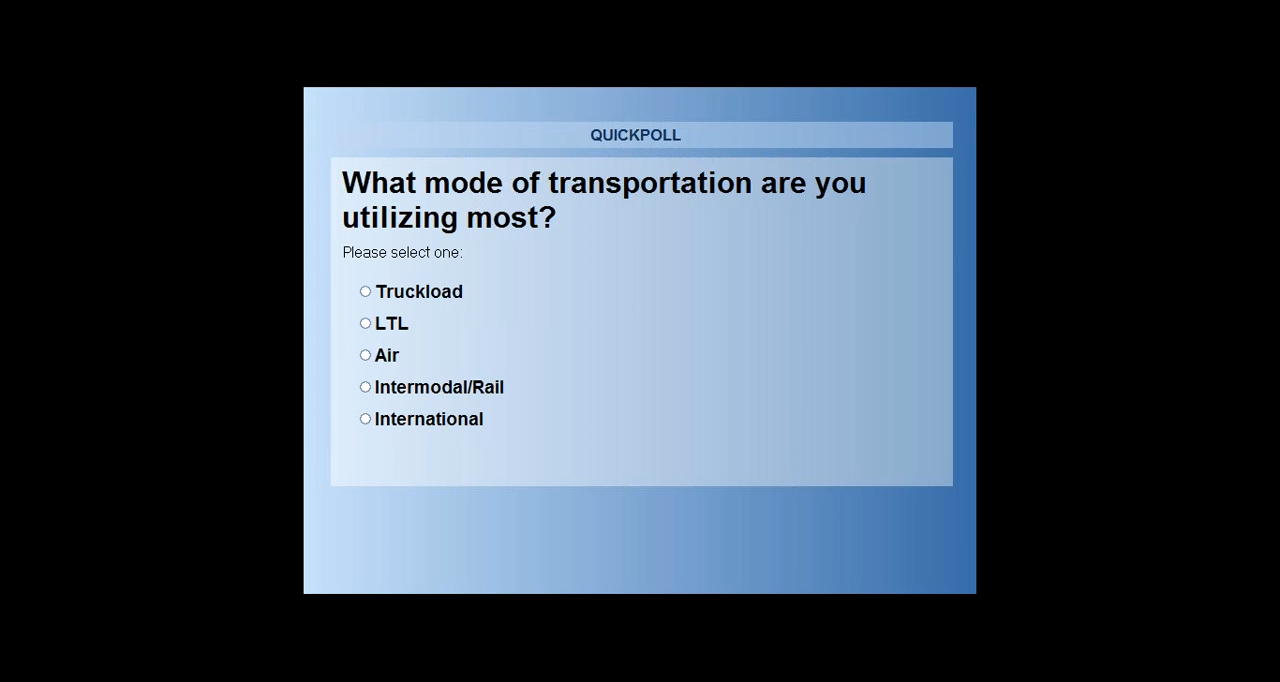 QUICKPOLL
What mode of transportation are you
utilizing most?
Please select one:
Truckload
LTL
Air
Intermodal/Rail
International